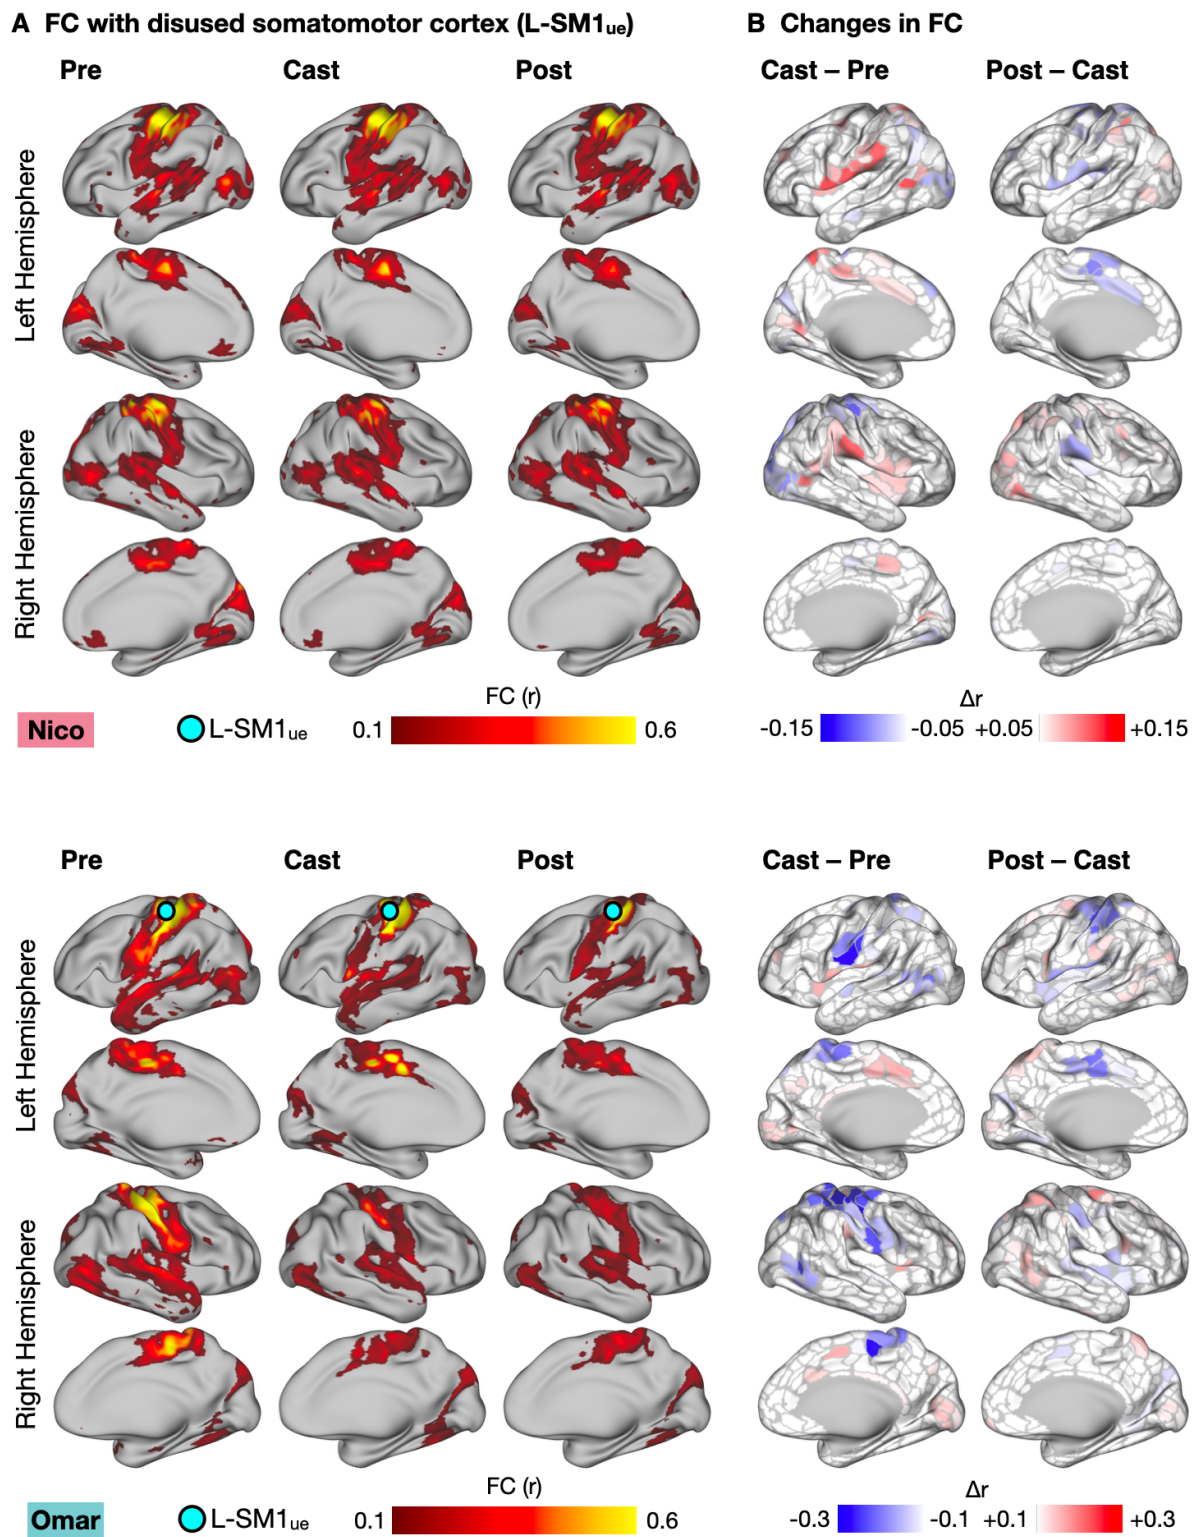 A FC with disused somatomotor cortex (L-SM1ue)
B Changes in FC
Pre
Cast
Post
Cast – Pre
Post – Cast
Left Hemisphere
Right Hemisphere
FC (r)
Δr
Nico
L-SM1ue
0.1
0.6
-0.15
-0.05
+0.05
+0.15
Pre
Cast
Post
Cast – Pre
Post – Cast
Left Hemisphere
Right Hemisphere
FC (r)
Δr
Omar
L-SM1ue
0.1
0.6
-0.3
-0.1
+0.1
+0.3